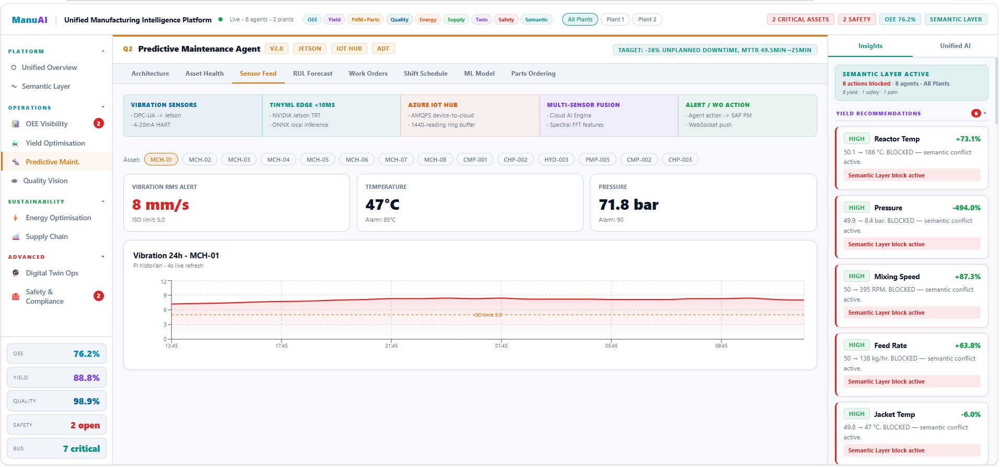 ManuAI
Unified Manufacturing Intelligence Platform
Live - 8 agents - 2 plants
OEE Yield PdM+Parts Quality Energy Supply Twin Safety Semantic
All Plants Plant 1 Plant 2
2 CRITICAL ASSETS 2 SAFETY OEE 76.2% SEMANTIC LAYER
PLATFORM
Unified Overview
Semantic Layer
OPERATIONS
OEE Visibility 2
Yield Optimisation
Predictive Maint.
Quality Vision
SUSTAINABILITY
Energy Optimisation
Supply Chain
ADVANCED
Digital Twin Ops
Safety &
Compliance 2
OEE 76.2%
YIELD 88.8%
QUALITY 98.9%
SAFETY 2 open
BUS 7 critical
Q2 Predictive Maintenance Agent V2.0 JETSON IOT HUB ADT
TARGET: -38% UNPLANNED DOWNTIME, MTTR 49.5MIN→25MIN
Architecture Asset Health Sensor Feed RUL Forecast Work Orders Shift Schedule ML Model Parts Ordering
VIBRATION SENSORS
· OPC-UA -> Jetson
· 4-20mA HART
TINYML EDGE <10MS
· NVIDIA Jetson TRT
· ONNX local inference
AZURE IOT HUB
· AMQPS device-to-cloud
· 1440-reading ring buffer
MULTI-SENSOR FUSION
· Cloud AI Engine
· Spectral FFT features
ALERT / WO ACTION
· Agent action -> SAP PM
· WebSocket push
Asset: MCH-01 MCH-02 MCH-03 MCH-04 MCH-05 MCH-06 MCH-07 MCH-08 CMP-001 CHP-002 HYD-003 PMP-005 CMP-002 CHP-003
VIBRATION RMS ALERT
8 mm/s
ISO limit: 5.0
TEMPERATURE
47°C
Alarm: 85°C
PRESSURE
71.8 bar
Alarm: 90
Vibration 24h - MCH-01
PI historian - 4s live refresh
12
9
6
3
0
ISO limit 5.0
13:45 17:45 21:45 01:45 05:45 09:45
Insights Unified AI
SEMANTIC LAYER ACTIVE
8 actions blocked · 8 agents · All Plants
6 yield · 1 safety · 1 pdm
YIELD RECOMMENDATIONS 6
HIGH Reactor Temp +73.1%
50.1 → 186 °C. BLOCKED — semantic conflict
active.
Semantic Layer block active
HIGH Pressure -494.0%
49.9 → 8.4 bar. BLOCKED — semantic conflict
active.
Semantic Layer block active
HIGH Mixing Speed +87.3%
50 → 395 RPM. BLOCKED — semantic conflict
active.
Semantic Layer block active
HIGH Feed Rate +63.8%
50 → 138 kg/hr. BLOCKED — semantic conflict
active.
Semantic Layer block active
HIGH Jacket Temp -6.0%
49.8 → 47 °C. BLOCKED — semantic conflict
active.
Semantic Layer block active